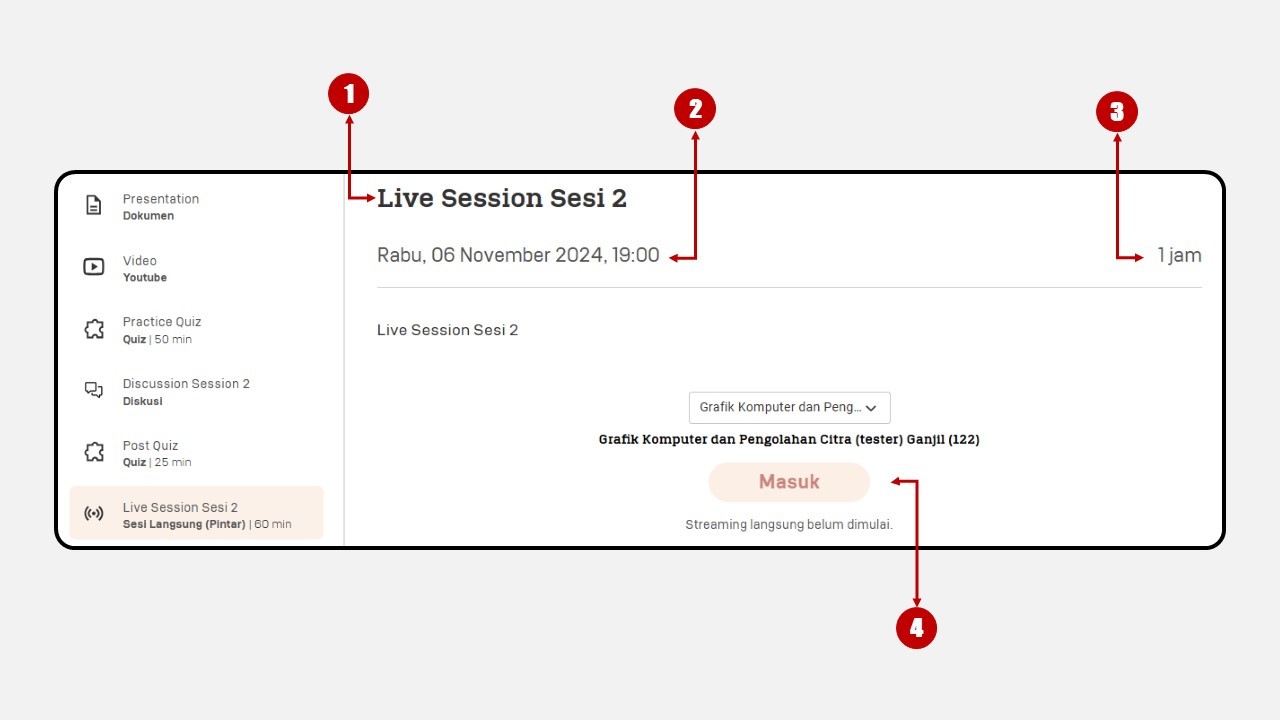 1
2
3
Presentation
Dokumen
Video
Youtube
Practice Quiz
Quiz | 50 min
Discussion Session 2
Diskusi
Post Quiz
Quiz | 25 min
Live Session Sesi 2
Sesi Langsung (Pintar) | 60 min
Live Session Sesi 2
Rabu, 06 November 2024, 19:00
1 jam
Live Session Sesi 2
Grafik Komputer dan Peng...
Grafik Komputer dan Pengolahan Citra (tester) Ganjil (122)
Masuk
Streaming langsung belum dimulai.
4